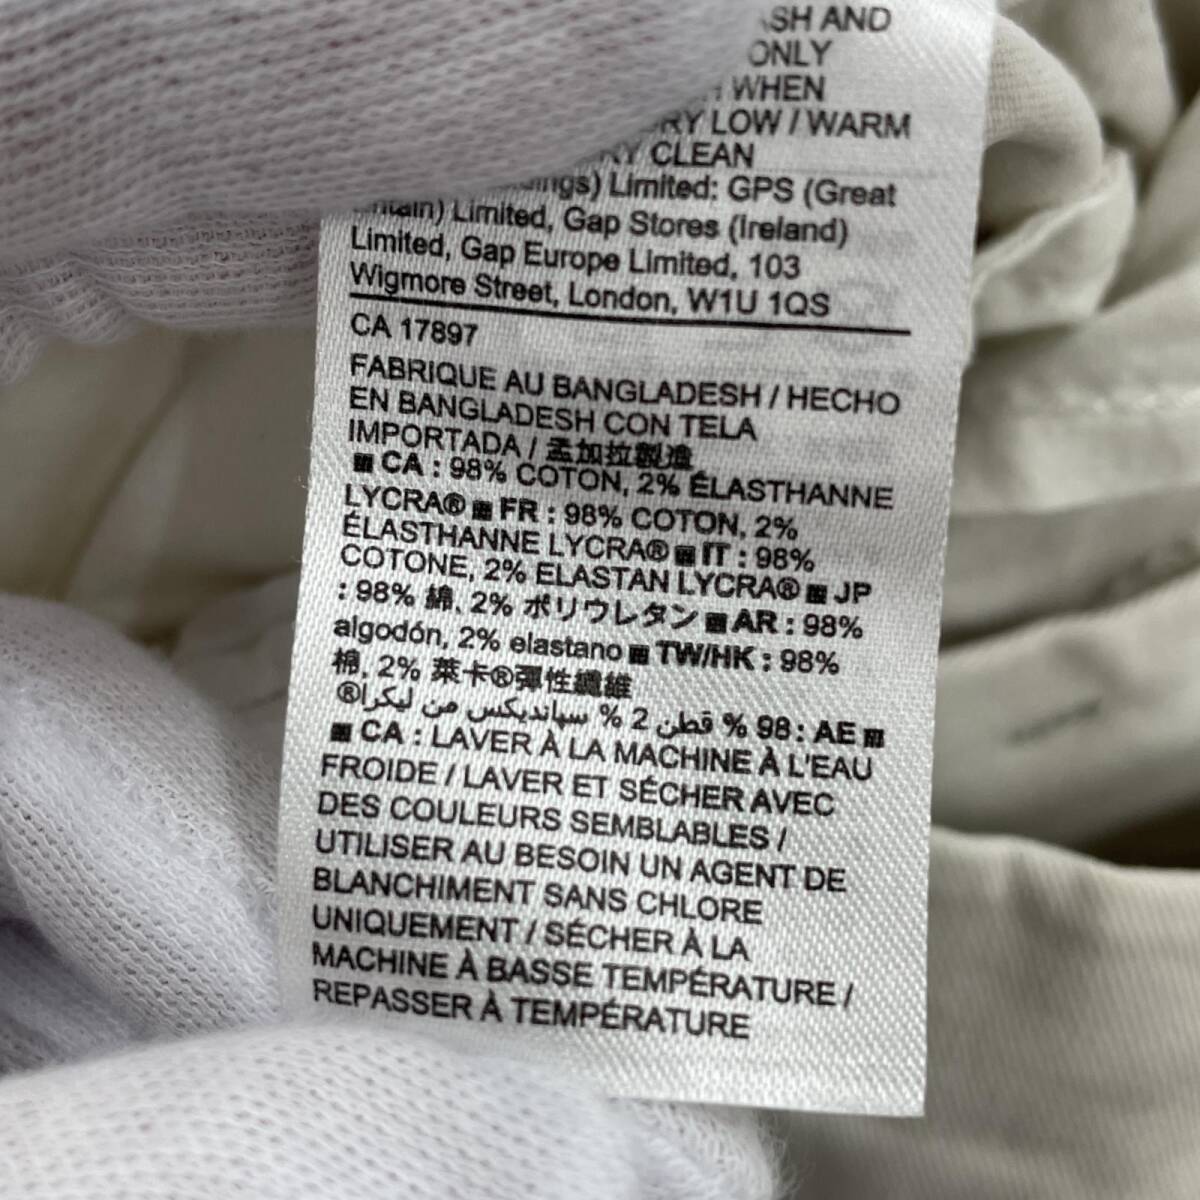 AND
ONLY
WHEN
LOW / WARM
CLEAN
Limited: GPS (Great
Limited, Gap Stores (Ireland)
Limited, Gap Europe Limited, 103
Wigmore Street, London, W1U 1QS
CA 17897
FABRIQUE AU BANGLADESH / HECHO
EN BANGLADESH CON TELA
IMPORTADA / 孟加拉製造
CA : 98% COTON, 2% ÉLASTHANNE
LYCRA® FR : 98% COTON, 2%
ÉLASTHANNE LYCRA® IT : 98%
COTONE, 2% ELASTAN LYCRA® JP
: 98% 綿, 2% ポリウレタン AR : 98%
algodón, 2% elastano TW/HK : 98%
棉, 2% 萊卡®彈性纖維
AE : 98 % قطن 2 % سپاندیکس من لیکرا®
CA : LAVER À LA MACHINE À L'EAU
FROIDE / LAVER ET SÉCHER AVEC
DES COULEURS SEMBLABLES /
UTILISER AU BESOIN UN AGENT DE
BLANCHIMENT SANS CHLORE
UNIQUEMENT / SÉCHER À LA
MACHINE À BASSE TEMPÉRATURE /
REPASSER À TEMPÉRATURE